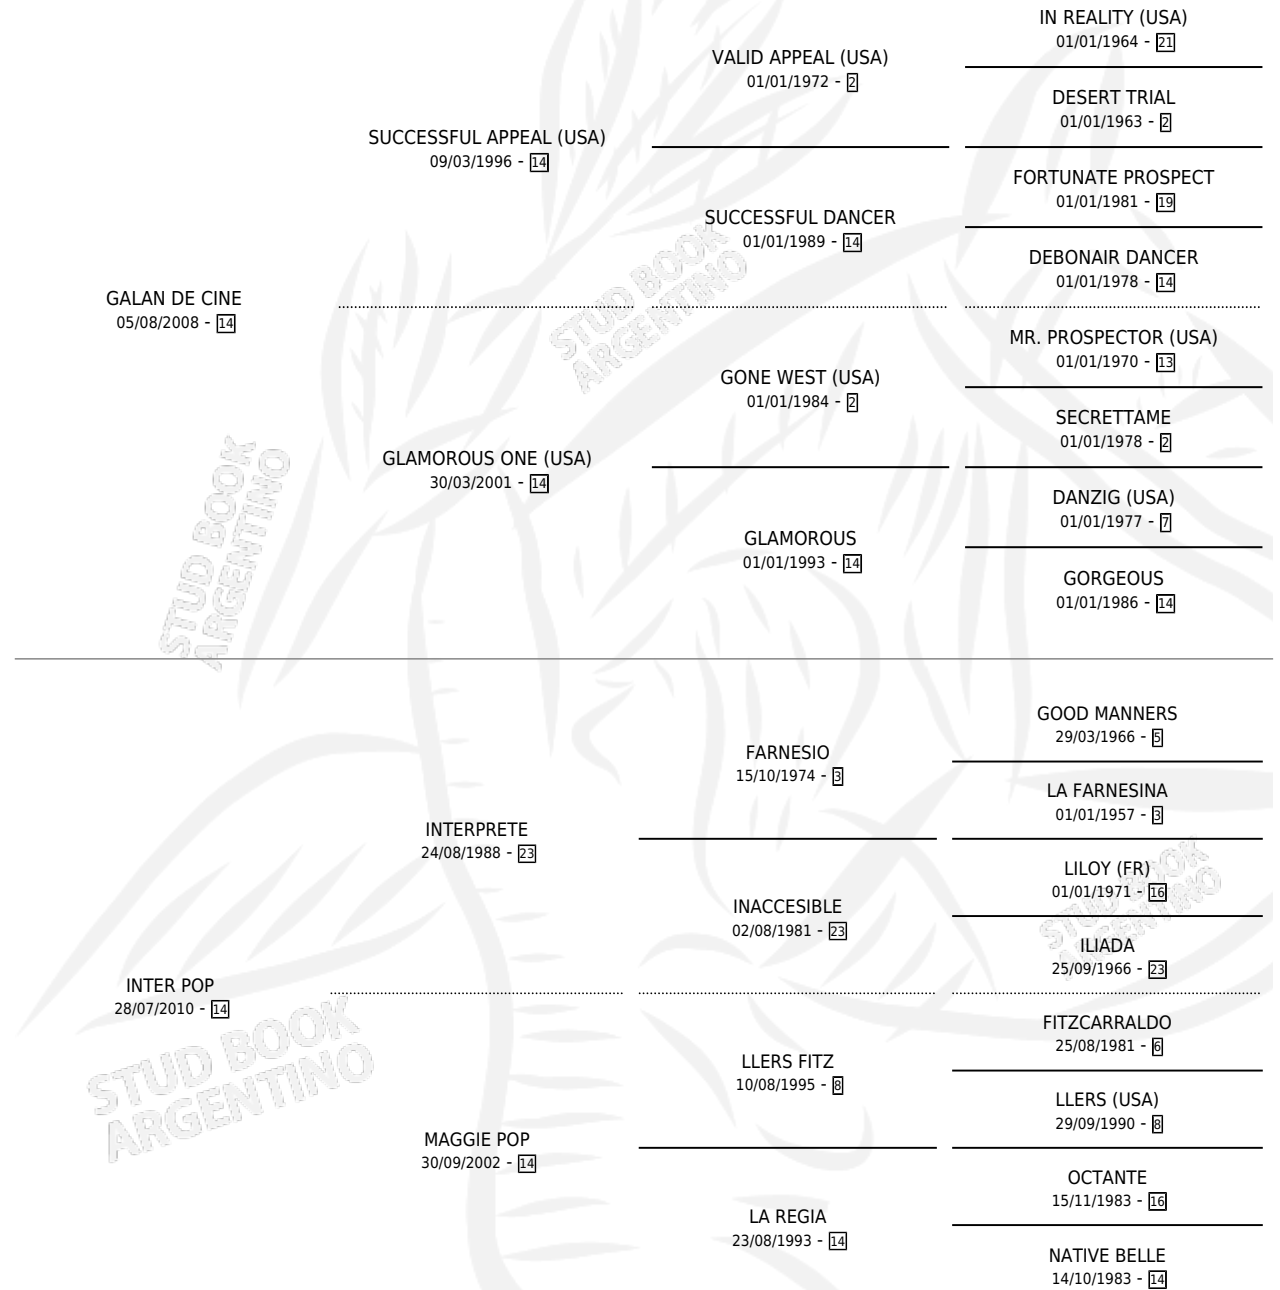 IN REALITY (USA)
01/01/1964 - 21
VALID APPEAL (USA)
01/01/1972 - 2
DESERT TRIAL
01/01/1963 - 2
SUCCESSFUL APPEAL (USA)
09/03/1996 - 14
FORTUNATE PROSPECT
01/01/1981 - 19
SUCCESSFUL DANCER
01/01/1989 - 14
DEBONAIR DANCER
01/01/1978 - 14
GALAN DE CINE
05/08/2008 - 14
STUD BOOK
ARGENTINO
MR. PROSPECTOR (USA)
01/01/1970 - 13
GONE WEST (USA)
01/01/1984 - 2
SECRETTAME
01/01/1978 - 2
GLAMOROUS ONE (USA)
30/03/2001 - 14
DANZIG (USA)
01/01/1977 - 7
GLAMOROUS
01/01/1993 - 14
GORGEOUS
01/01/1986 - 14
STUD BOOK
ARGENTINO
GOOD MANNERS
29/03/1966 - 5
FARNESIO
15/10/1974 - 3
LA FARNESINA
01/01/1957 - 3
INTERPRETE
24/08/1988 - 23
LILOY (FR)
01/01/1971 - 16
INACCESIBLE
02/08/1981 - 23
STUD BOOK
ARGENTINO
ILIADA
25/09/1966 - 23
INTER POP
28/07/2010 - 14
STUD BOOK
ARGENTINO
FITZCARRALDO
25/08/1981 - 6
LLERS FITZ
10/08/1995 - 8
LLERS (USA)
29/09/1990 - 8
MAGGIE POP
30/09/2002 - 14
OCTANTE
15/11/1983 - 16
LA REGIA
23/08/1993 - 14
NATIVE BELLE
14/10/1983 - 14